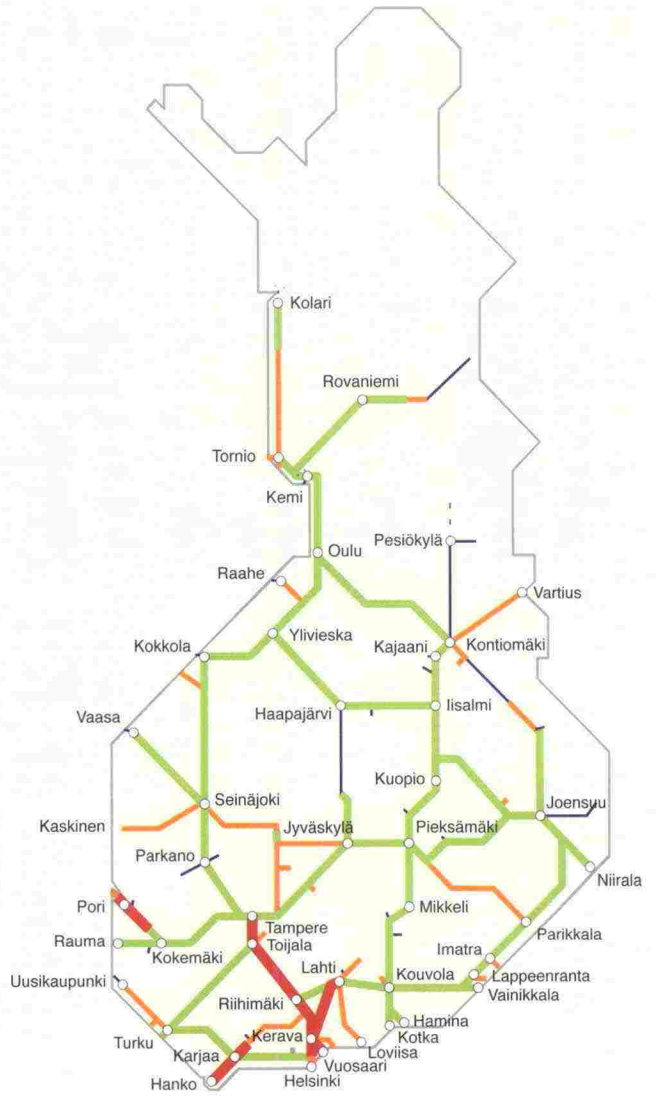 Kolari
Rovaniemi
Tornio
Kemi
Pesiökylä
Oulu
Raahe
Vartius
Ylivieska
Kokkola
Kajaani
Kontiomäki
Haapajärvi
Iisalmi
Vaasa
Kuopio
Seinäjoki
Joensuu
Kaskinen
Jyväskylä
Pieksämäki
Parkano
Niirala
Pori
Mikkeli
Tampere
Parikkala
Rauma
Kokemäki
Toijala
Imatra
Lahti
Kouvola
Lappeenranta
Uusikaupunki
Vainikkala
Riihimäki
Hamina
Kerava
Kotka
Turku
Karjaa
Loviisa
Vuosaari
Hanko
Helsinki